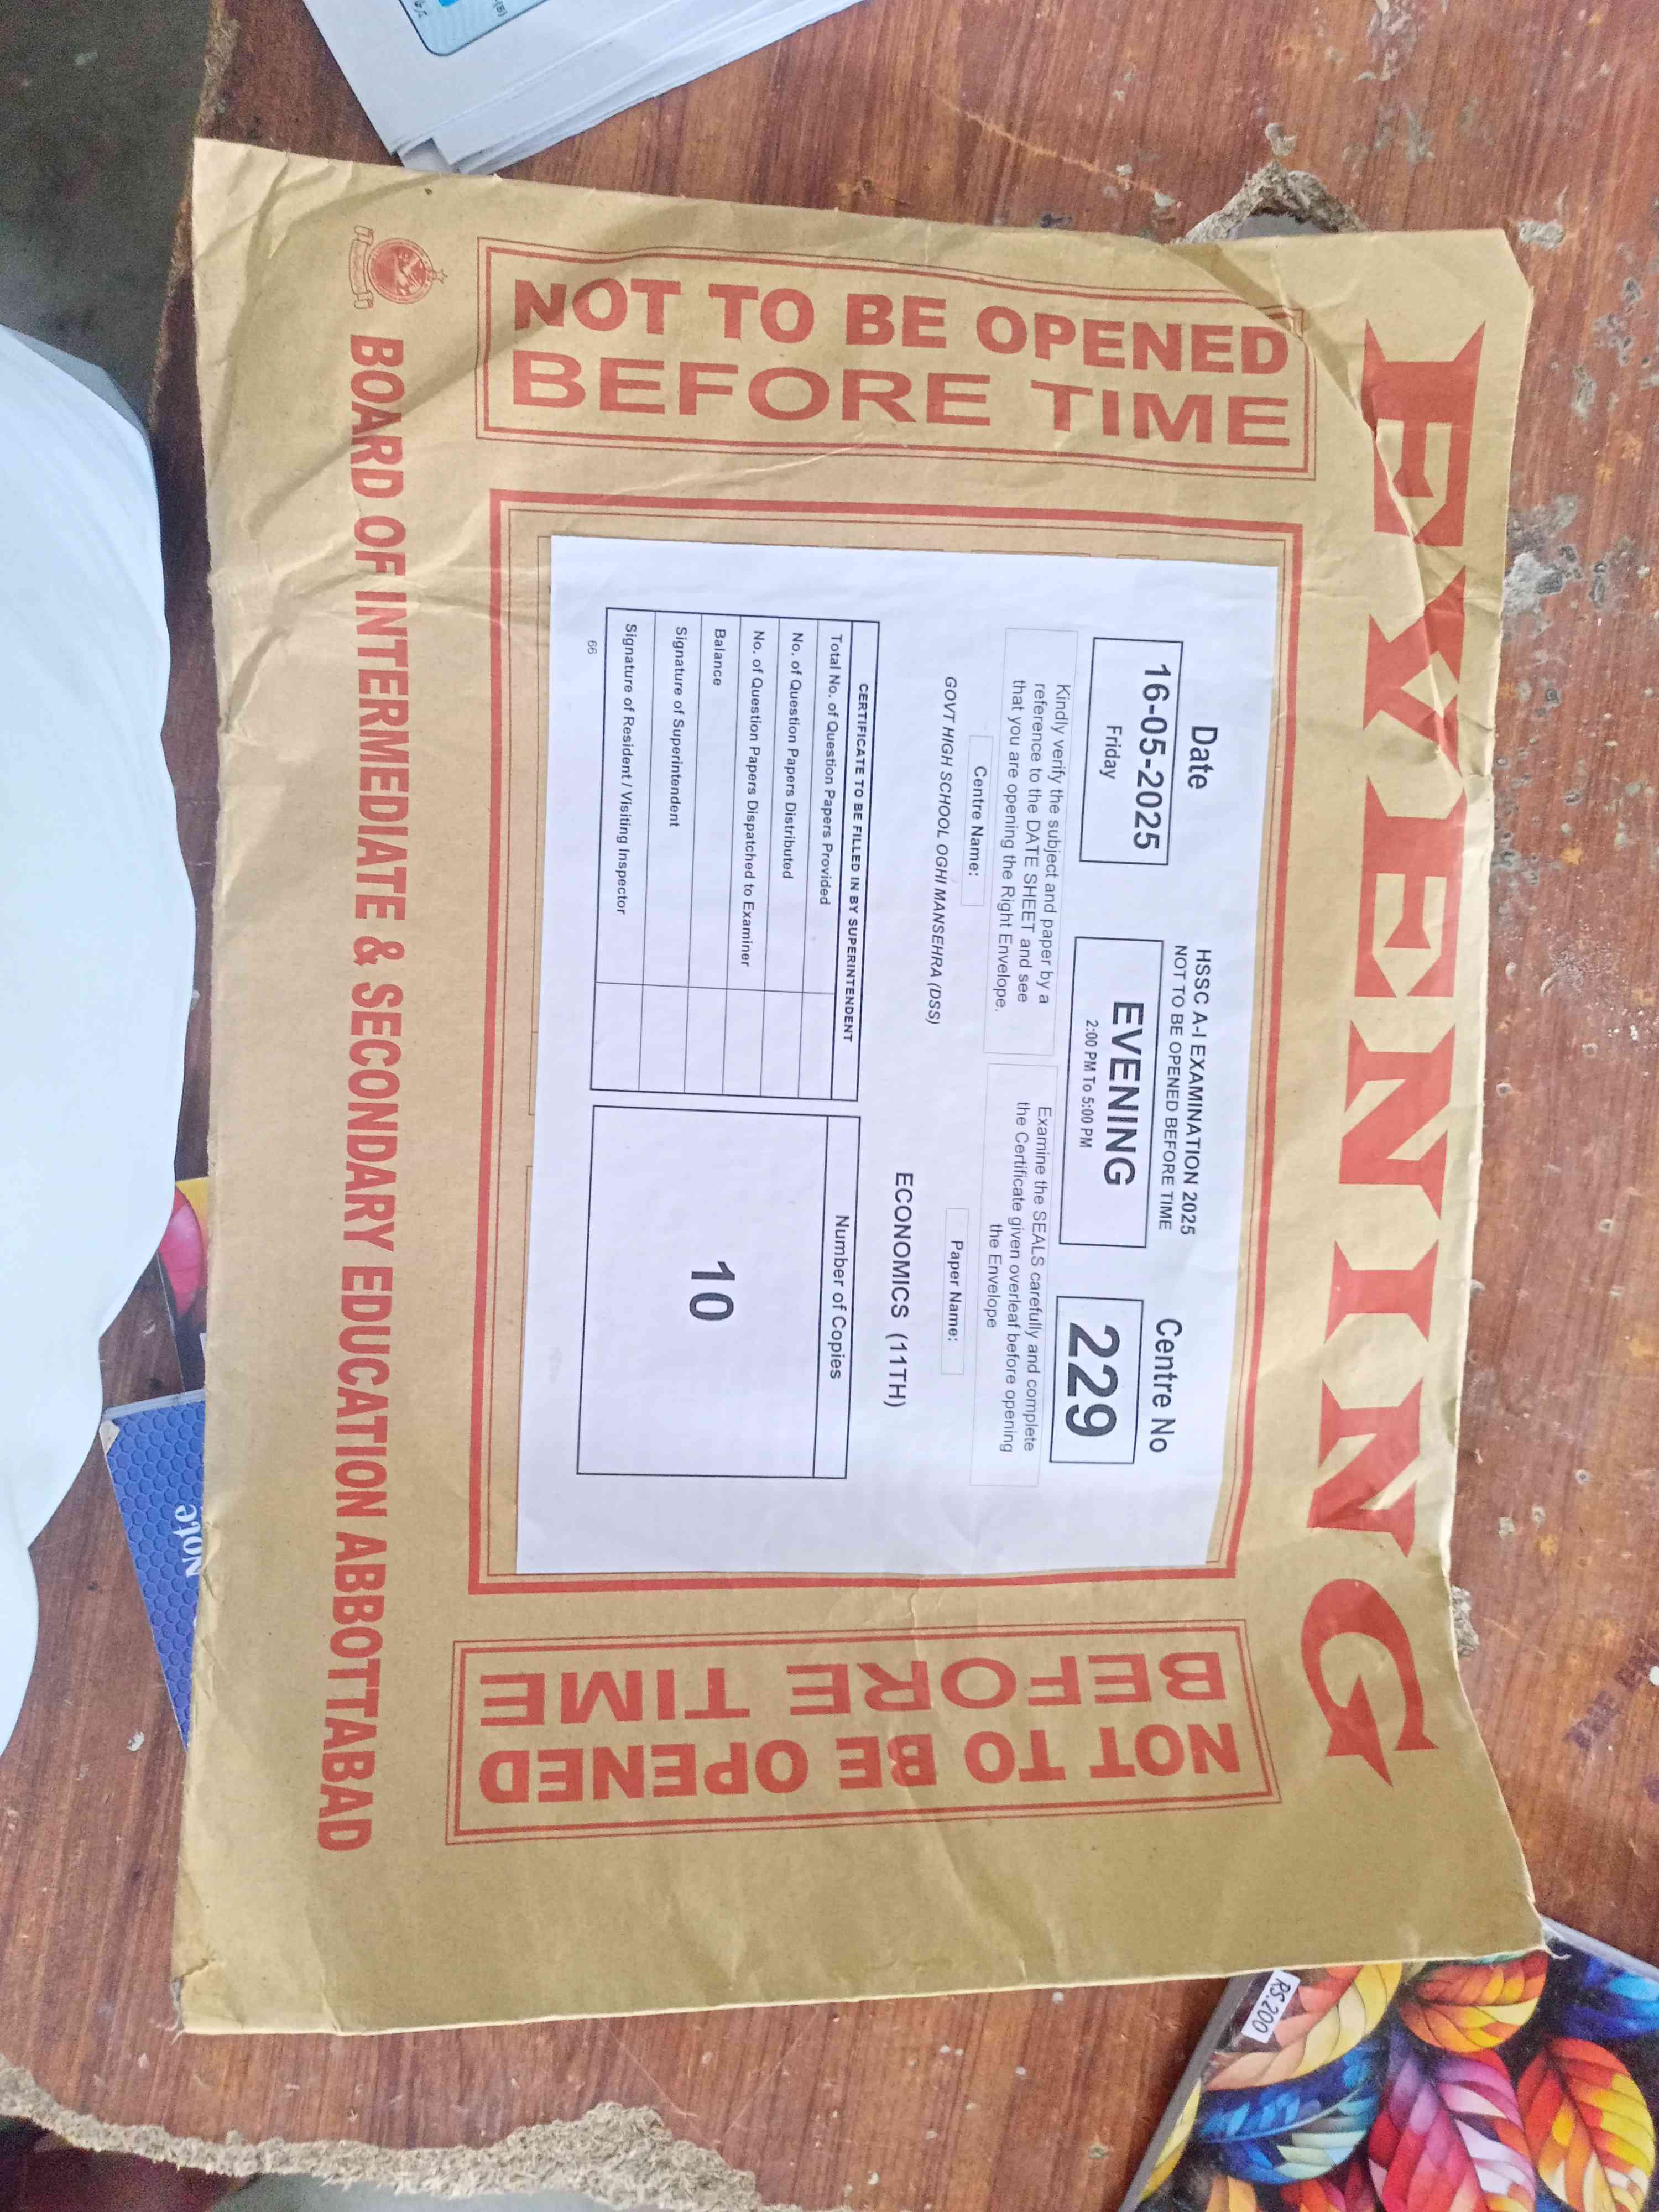 EVENING
NOT TO BE OPENED
BEFORE TIME
Date
16-05-2025
Friday
HSSC A-I EXAMINATION 2025
NOT TO BE OPENED BEFORE TIME
EVENING
2:00 PM To 5:00 PM
Centre No
229
Kindly verify the subject and paper by a
reference to the DATE SHEET and see
that you are opening the Right Envelope.
Examine the SEALS carefully and complete
the Certificate given overleaf before opening
the Envelope
Centre Name:
GOVT HIGH SCHOOL OGHI MANSEHRA (DSS)
Paper Name:
ECONOMICS (11TH)
CERTIFICATE TO BE FILLED IN BY SUPERINTENDENT
Total No. of Question Papers Provided
No. of Question Papers Distributed
No. of Question Papers Dispatched to Examiner
Balance
Signature of Superintendent
Signature of Resident / Visiting Inspector
66
Number of Copies
10
NOT TO BE OPENED
BEFORE TIME
BOARD OF INTERMEDIATE & SECONDARY EDUCATION ABBOTTABAD
Note
RS:200